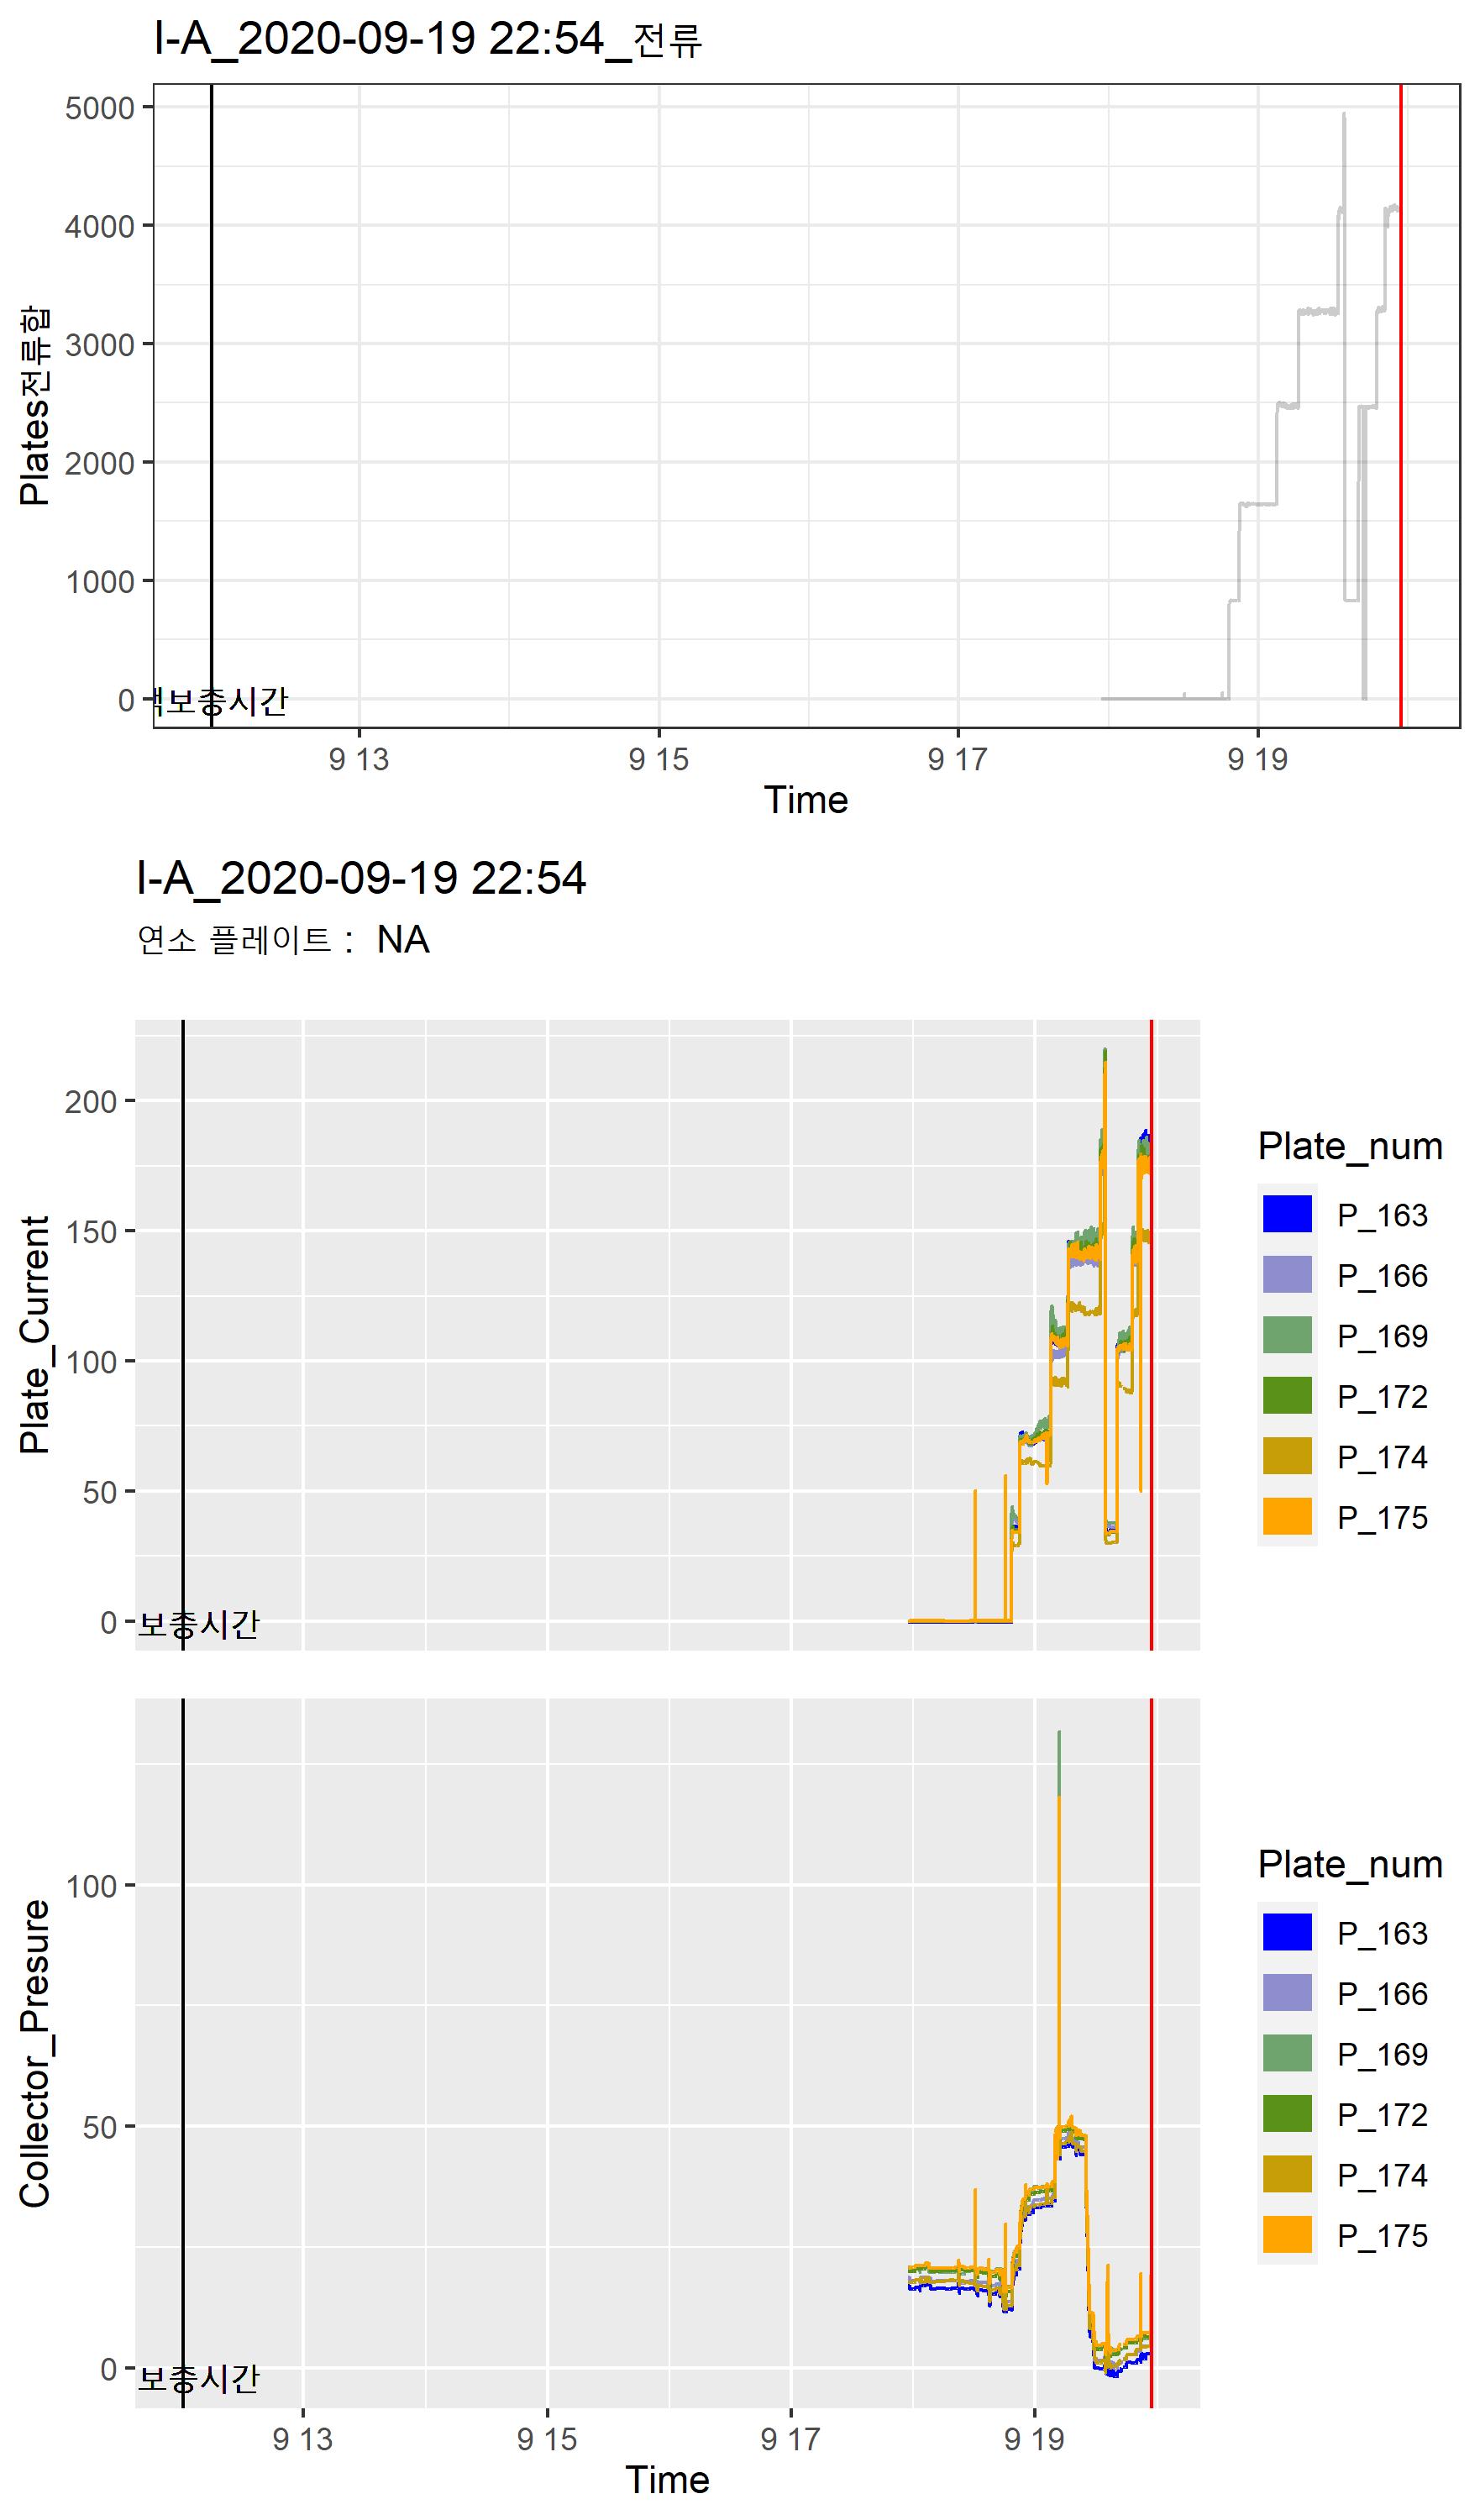 I-A_2020-09-19 22:54_전류
Plates전류합
5000
4000
3000
2000
1000
0
보충시간
9 13
9 15
9 17
9 19
Time
I-A_2020-09-19 22:54
연소 플레이트 : NA
Plate_Current
200
150
100
50
0
보충시간
Plate_num
P_163
P_166
P_169
P_172
P_174
P_175
Collector_Presure
100
50
0
보충시간
9 13
9 15
9 17
9 19
Time
Plate_num
P_163
P_166
P_169
P_172
P_174
P_175